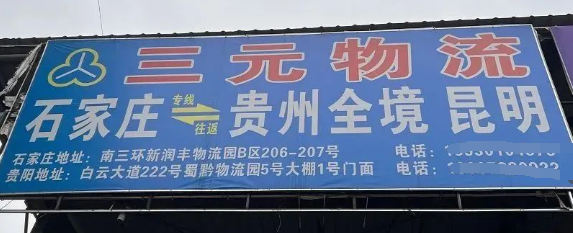 三元物流
石家庄 专线 往返 贵州全境 昆明
石家庄地址：南三环新润丰物流园B区206-207号 电话：
贵阳地址：白云大道222号蜀黔物流园5号大棚1号门面 电话：